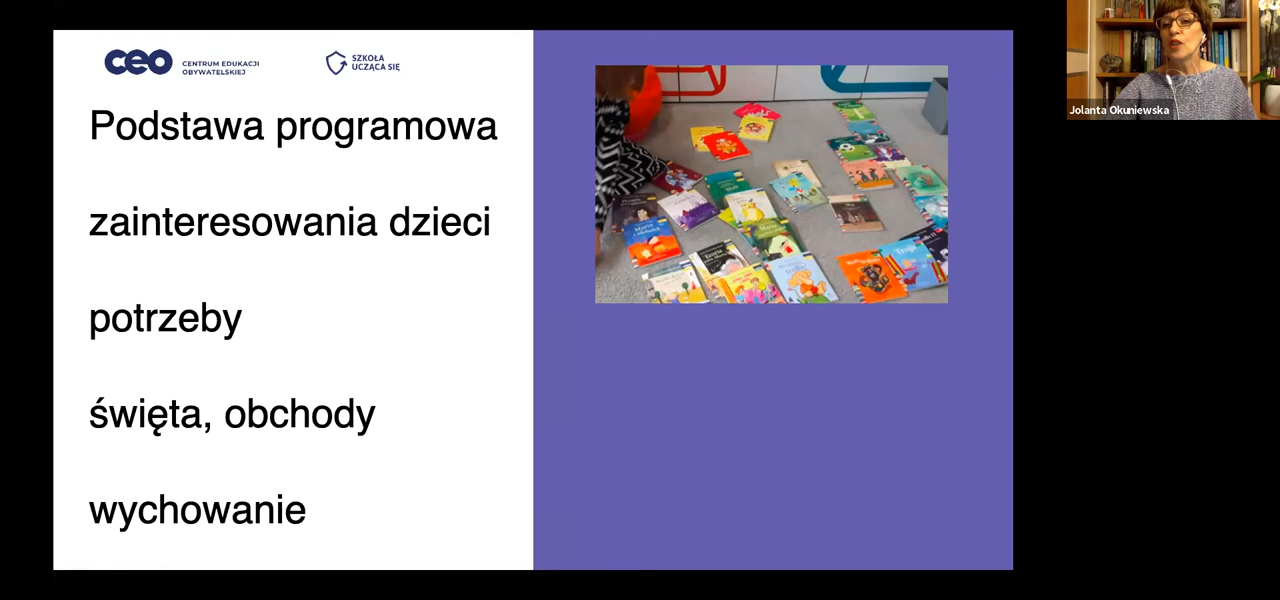 ceo
CENTRUM EDUKACJI
OBYWATELSKIEJ
SZKOŁA
UCZĄCA SIĘ
Podstawa programowa
zainteresowania dzieci
potrzeby
święta, obchody
wychowanie
Jolanta Okuniewska